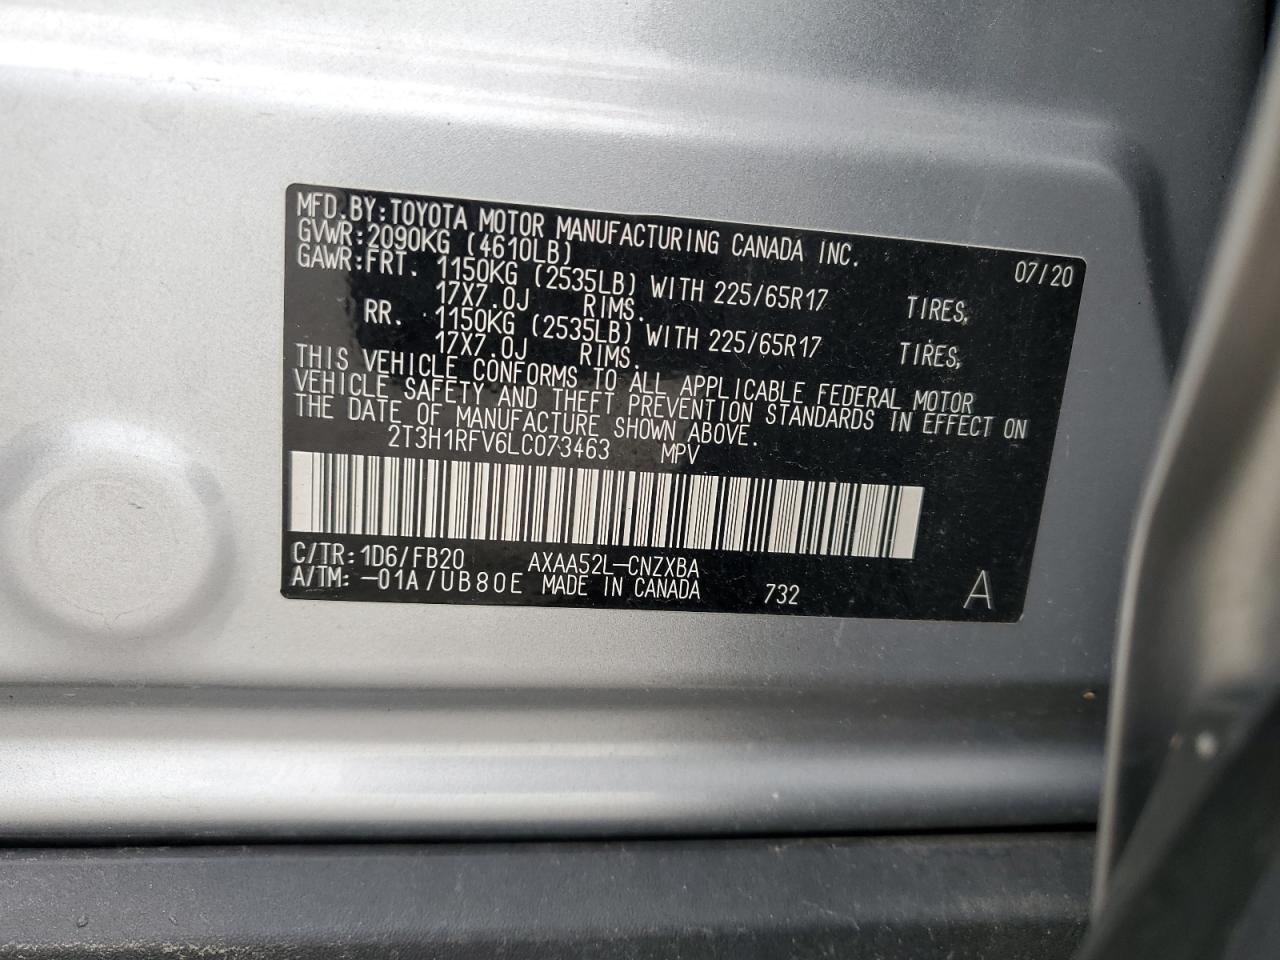 MFD.BY:TOYOTA MOTOR MANUFACTURING CANADA INC.
GVWR:2090KG (4610LB) 07/20
GAWR:FRT. 1150KG (2535LB) WITH 225/65R17 TIRES,
17X7.0J RIMS.
RR. 1150KG (2535LB) WITH 225/65R17 TIRES,
17X7.0J RIMS.
THIS VEHICLE CONFORMS TO ALL APPLICABLE FEDERAL MOTOR
VEHICLE SAFETY AND THEFT PREVENTION STANDARDS IN EFFECT ON
THE DATE OF MANUFACTURE SHOWN ABOVE.
2T3H1RFV6LC073463 MPV
C/TR:1D6/FB20 AXAA52L-CNZXBA
A/TM:-01A/UB80E MADE IN CANADA 732 A